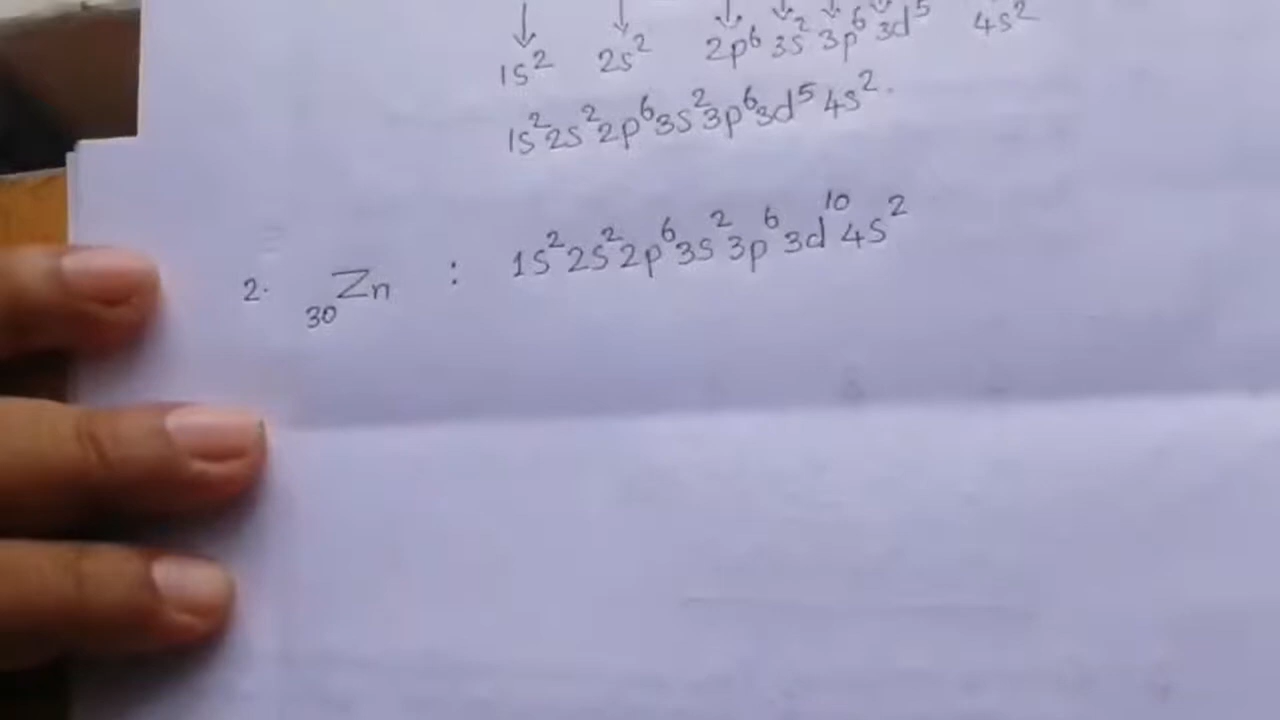 ↓ ↓ ↓ ↓ ↓ ↓
1s² 2s² 2p⁶ 3s² 3p⁶ 3d⁵ 4s²
1s²2s²2p⁶3s²3p⁶3d⁵4s².
2. ₃₀Zn : 1s²2s²2p⁶3s²3p⁶3d¹⁰4s²